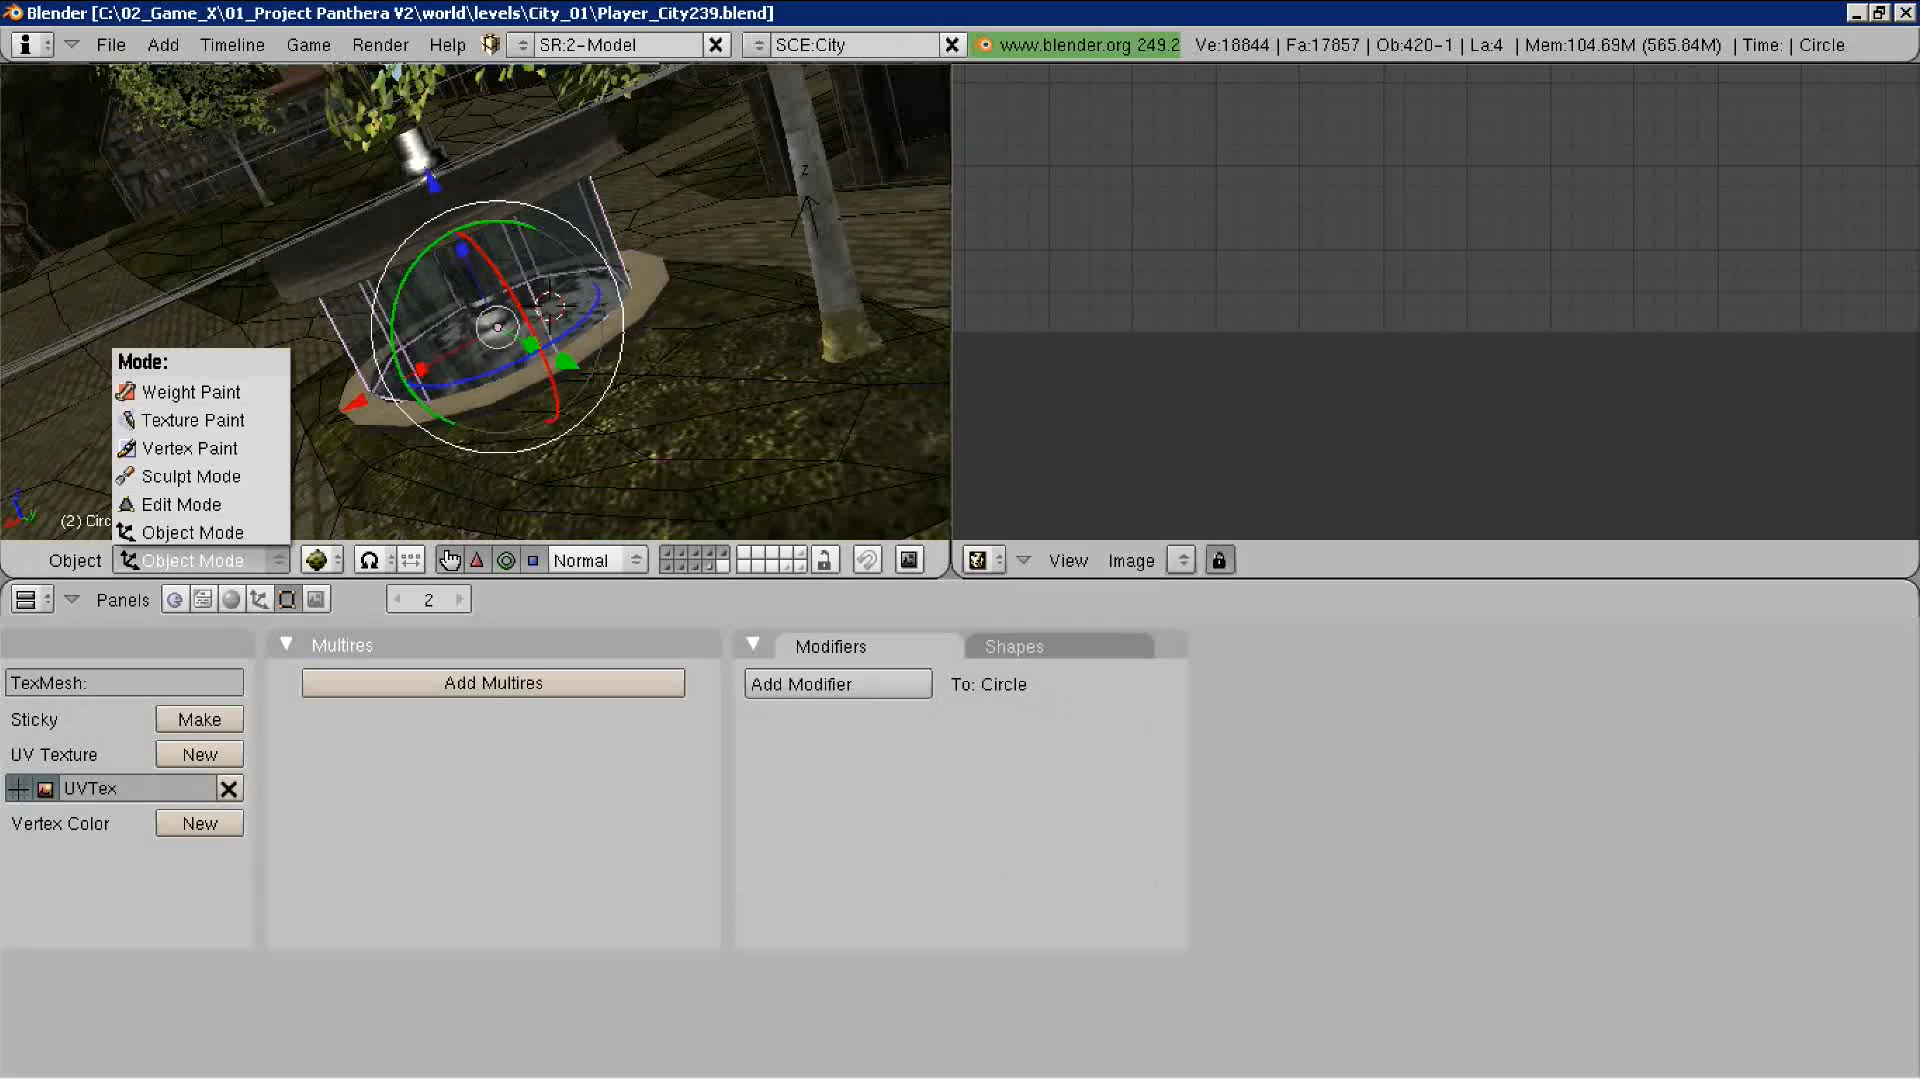 Blender [C:\02_Game_X\01_Project Panthera V2\world\levels\City_01\Player_City239.blend]
File Add Timeline Game Render Help SR:2-Model SCE:City www.blender.org 249.2 Ve:18844 | Fa:17857 | Ob:420-1 | La:4 | Mem:104.69M (565.84M) | Time: | Circle
z
Mode:
Weight Paint
Texture Paint
Vertex Paint
Sculpt Mode
Edit Mode
y (2) Circ
Object Mode
Object Object Mode Normal View Image
Panels 2
Multires Modifiers Shapes
TexMesh: Add Multires Add Modifier To: Circle
Sticky Make
UV Texture New
UVTex
Vertex Color New